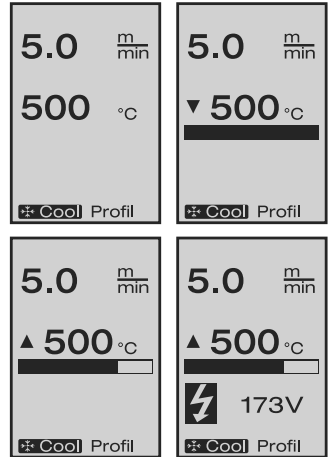 5.0 m/min
500 °C
Cool Profil
5.0 m/min
▼ 500 °C
Cool Profil
5.0 m/min
▲ 500 °C
Cool Profil
5.0 m/min
▲ 500 °C
173V
Cool Profil